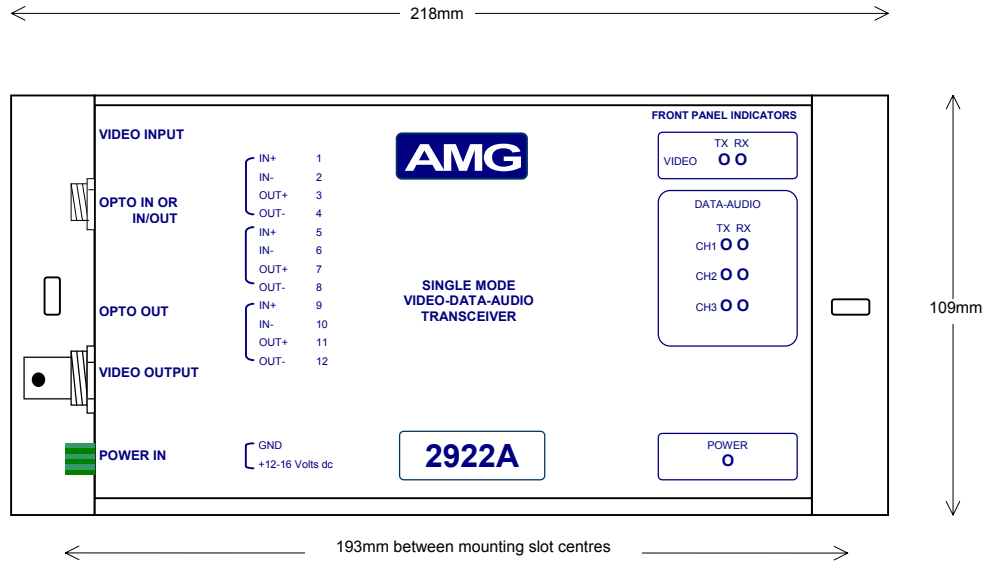 218mm
FRONT PANEL INDICATORS
VIDEO INPUT
AMG
TX RX
VIDEO O O
IN+ 1
IN- 2
OUT+ 3
OUT- 4
OPTO IN OR
IN/OUT
DATA-AUDIO
TX RX
CH1 O O
CH2 O O
CH3 O O
IN+ 5
IN- 6
OUT+ 7
OUT- 8
SINGLE MODE
VIDEO-DATA-AUDIO
TRANSCEIVER
OPTO OUT
IN+ 9
IN- 10
OUT+ 11
OUT- 12
109mm
VIDEO OUTPUT
POWER IN
GND
+12-16 Volts dc
2922A
POWER
O
193mm between mounting slot centres